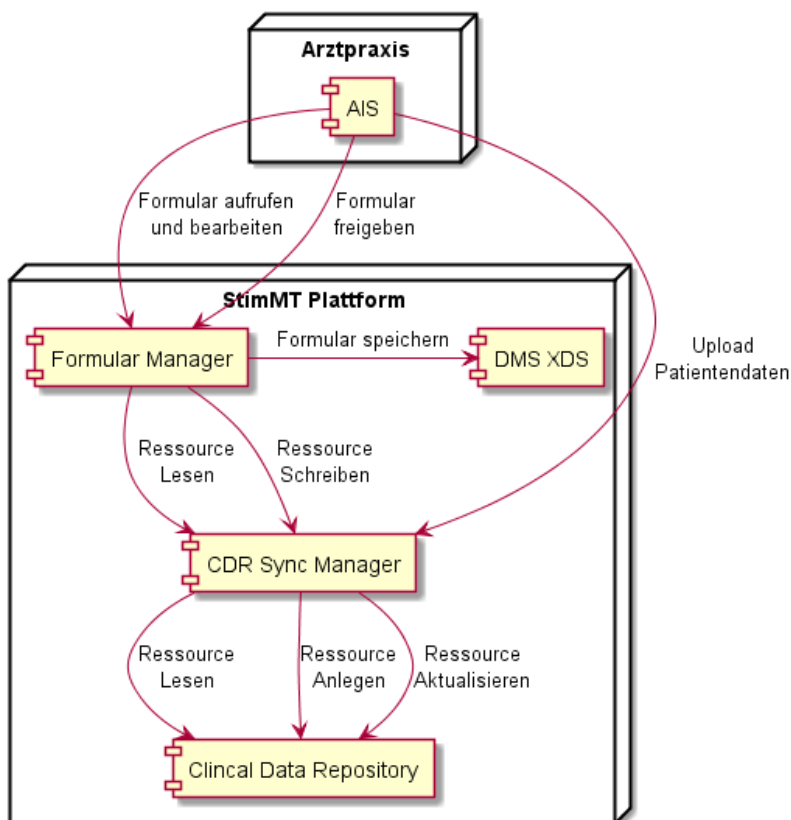 Arztpraxis
AIS
Formular aufrufen
und bearbeiten
Formular
freigeben
StimMT Plattform
Formular Manager
Formular speichern
DMS XDS
Upload
Patientendaten
Ressource
Lesen
Ressource
Schreiben
CDR Sync Manager
Ressource
Lesen
Ressource
Anlegen
Ressource
Aktualisieren
Clincal Data Repository